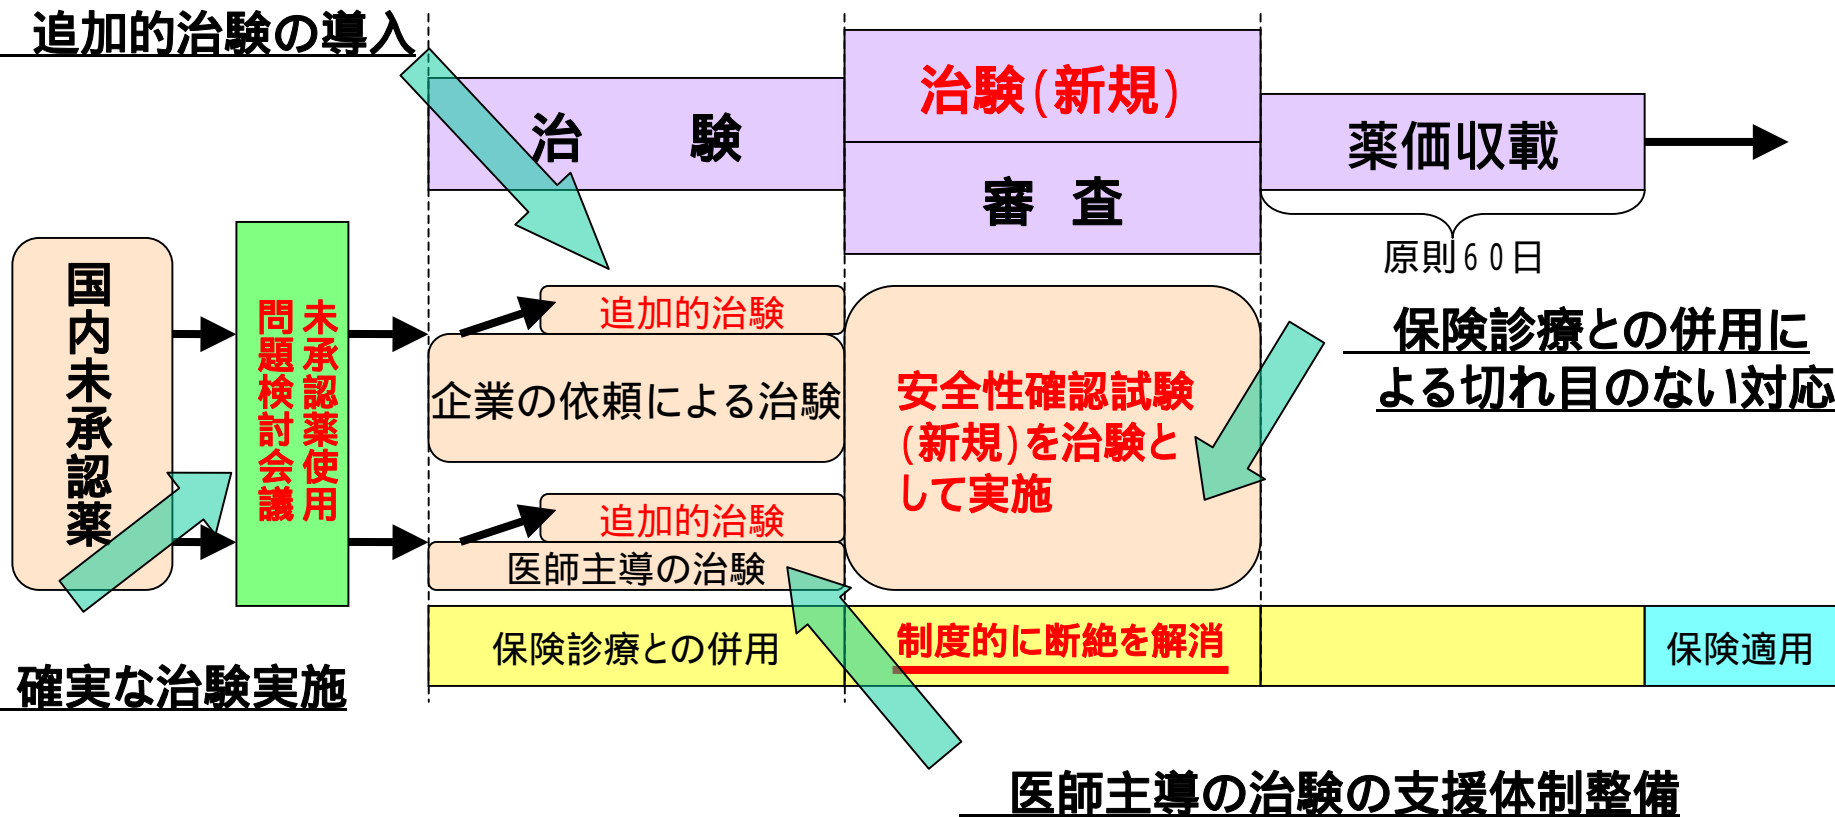 追加的治験の導入
治験(新規)
治　験
審 査
薬価収載
原則60日
国内未承認薬
未承認薬使用
問題検討会議
追加的治験
企業の依頼による治験
追加的治験
医師主導の治験
安全性確認試験
(新規)を治験と
して実施
保険診療との併用に
よる切れ目のない対応
保険診療との併用
制度的に断絶を解消
保険適用
確実な治験実施
医師主導の治験の支援体制整備